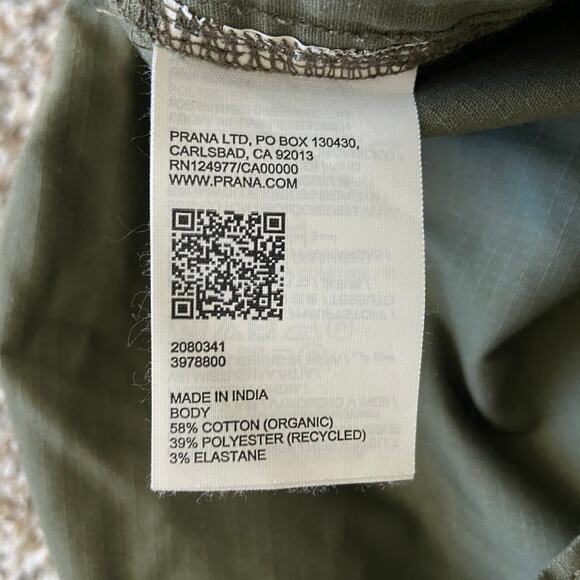 PRANA LTD, PO BOX 130430,
CARLSBAD, CA 92013
RN124977/CA00000
WWW.PRANA.COM
2080341
3978800
MADE IN INDIA
BODY
58% COTTON (ORGANIC)
39% POLYESTER (RECYCLED)
3% ELASTANE